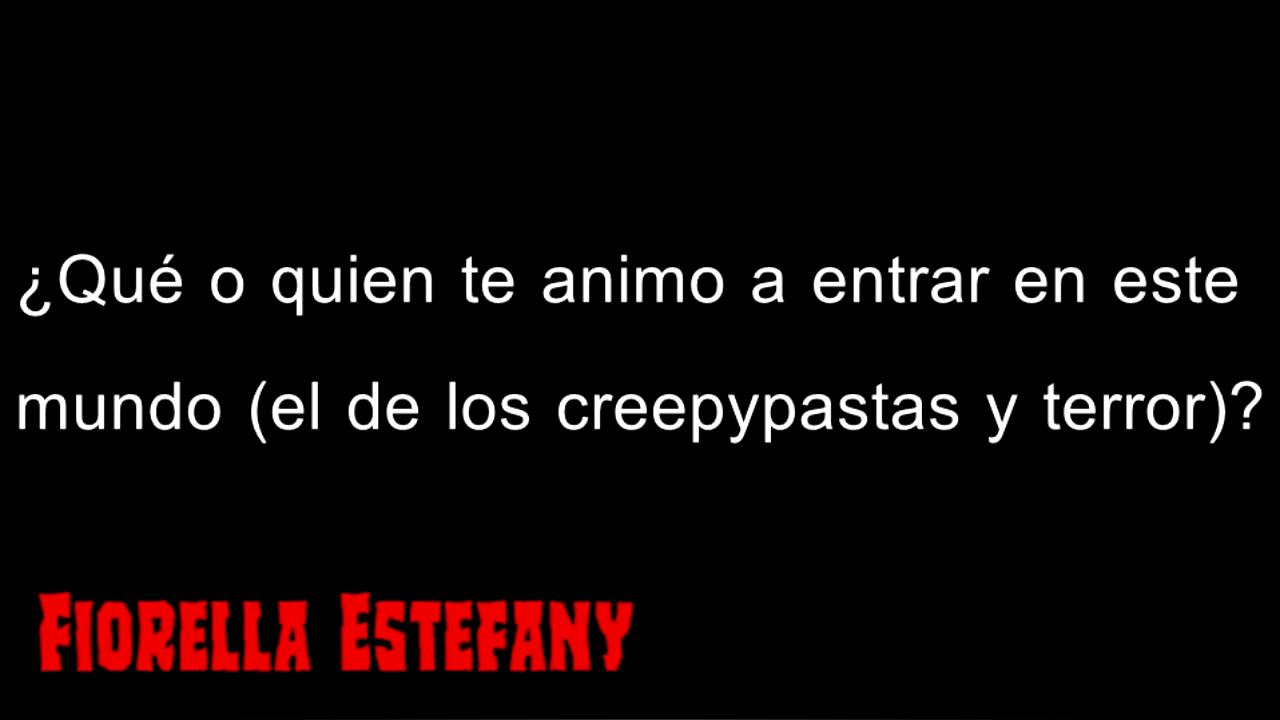 ¿Qué o quien te animo a entrar en este
mundo (el de los creepypastas y terror)?
Fiorella Estefany